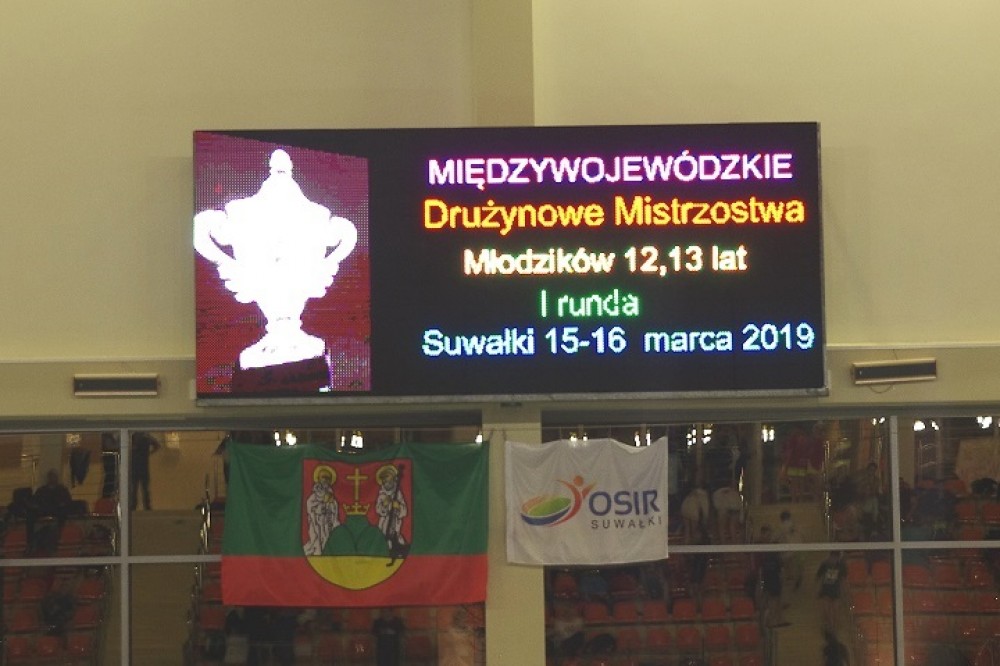 MIĘDZYWOJEWÓDZKIE
Drużynowe Mistrzostwa
Młodzików 12,13 lat
I runda
Suwałki 15-16 marca 2019
OSIR
SUWAŁKI